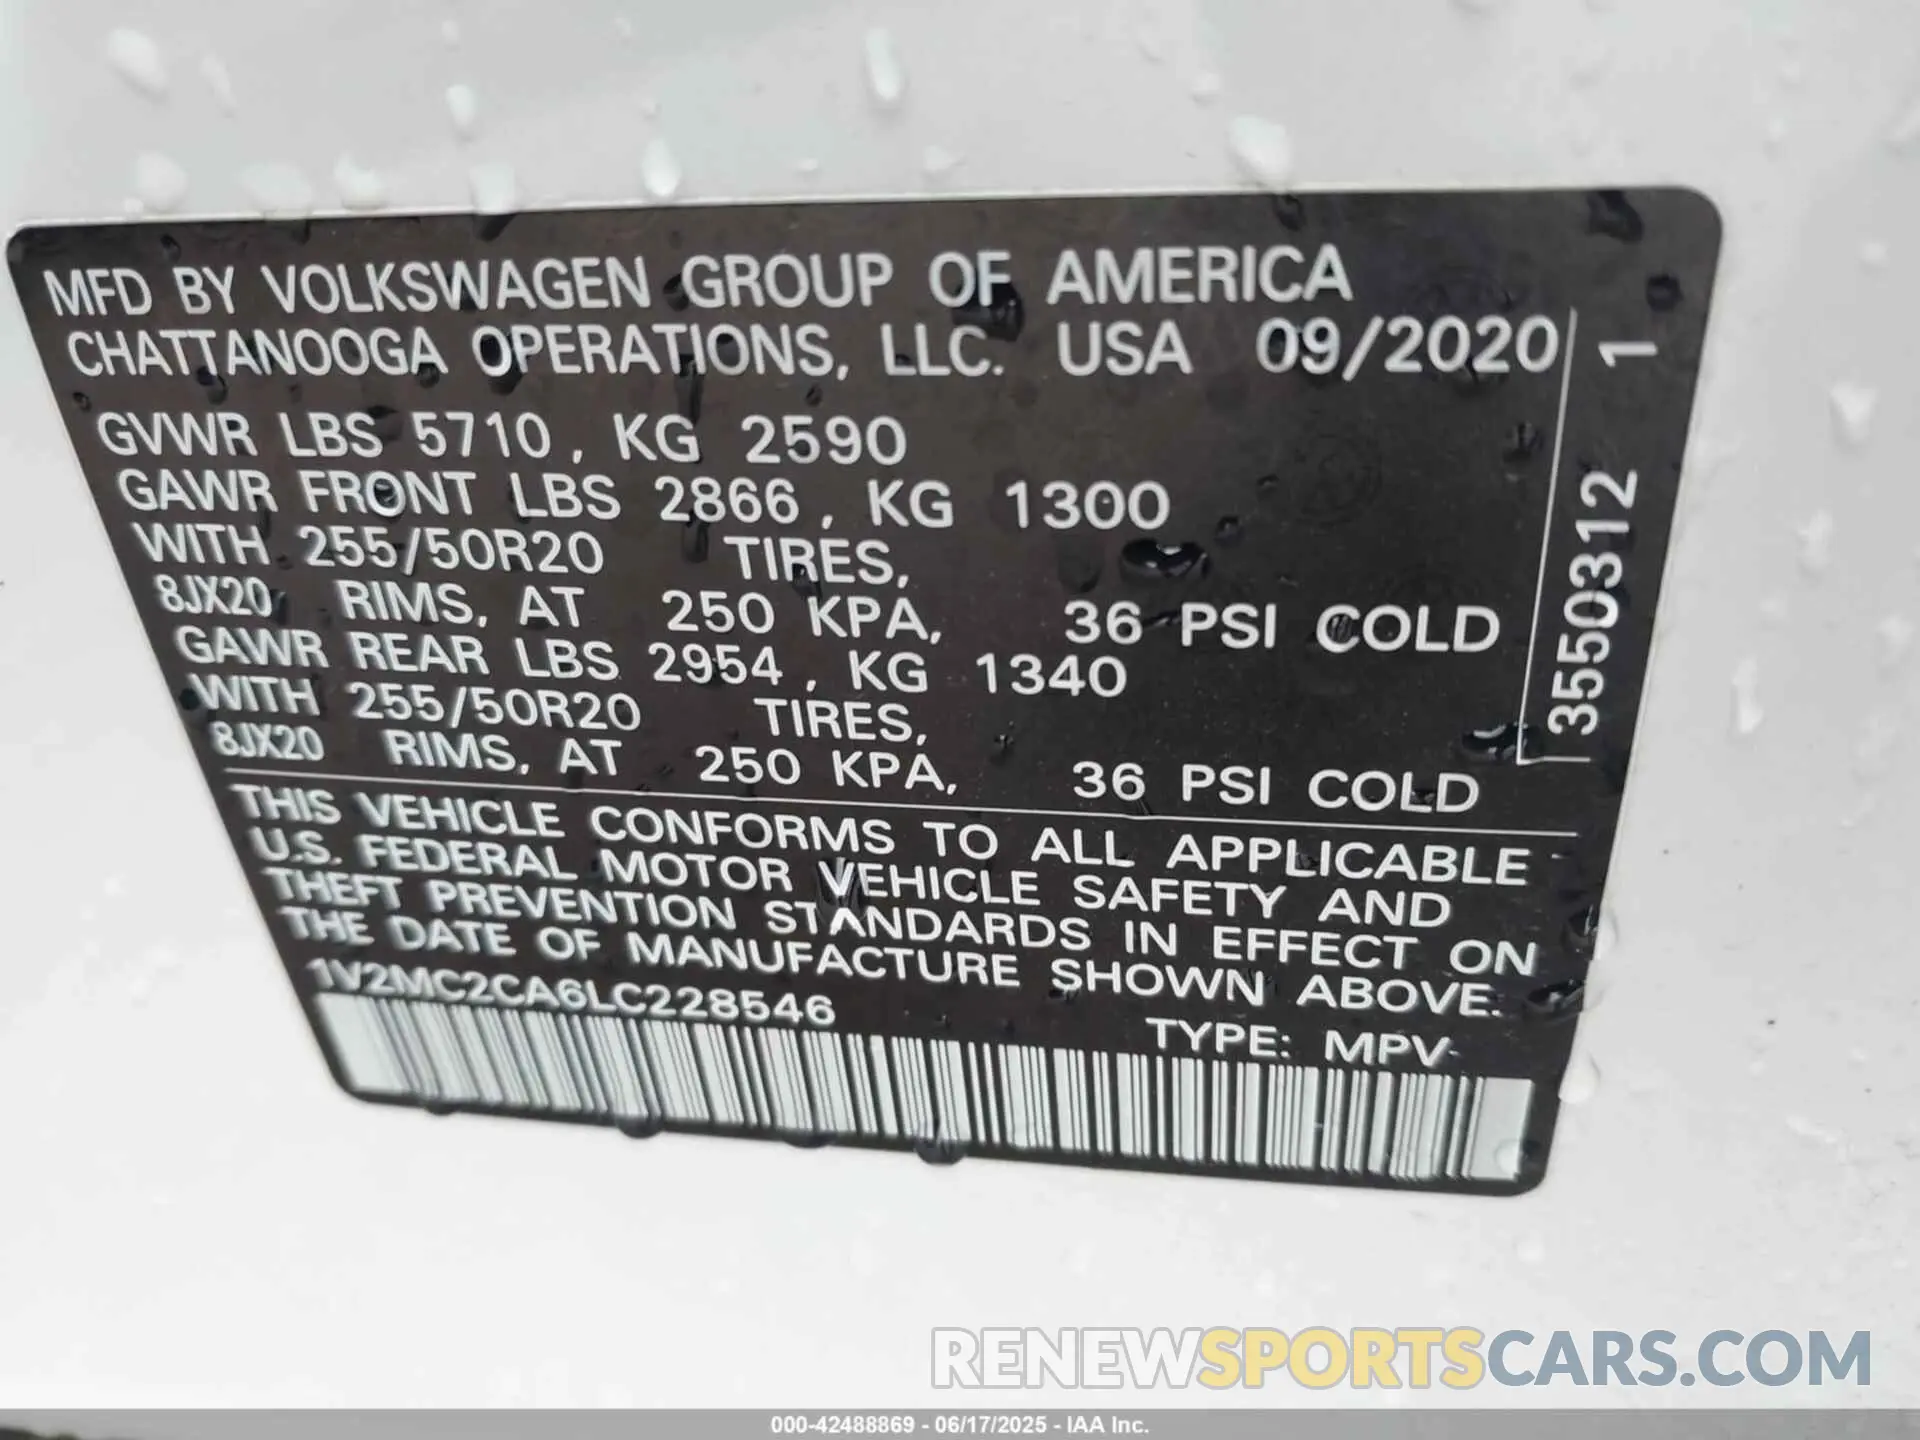 MFD BY VOLKSWAGEN GROUP OF AMERICA
CHATTANOOGA OPERATIONS, LLC. USA 09/2020
GVWR LBS 5710, KG 2590
GAWR FRONT LBS 2866, KG 1300
WITH 255/50R20 TIRES,
8JX20 RIMS, AT 250 KPA, 36 PSI COLD
GAWR REAR LBS 2954, KG 1340
WITH 255/50R20 TIRES,
8JX20 RIMS, AT 250 KPA, 36 PSI COLD
THIS VEHICLE CONFORMS TO ALL APPLICABLE
U.S. FEDERAL MOTOR VEHICLE SAFETY AND
THEFT PREVENTION STANDARDS IN EFFECT ON
THE DATE OF MANUFACTURE SHOWN ABOVE.
1V2MC2CA6LC228546
TYPE: MPV
3550312 1
RENEWSPORTSCARS.COM
000-42488869 - 06/17/2025 - IAA Inc.